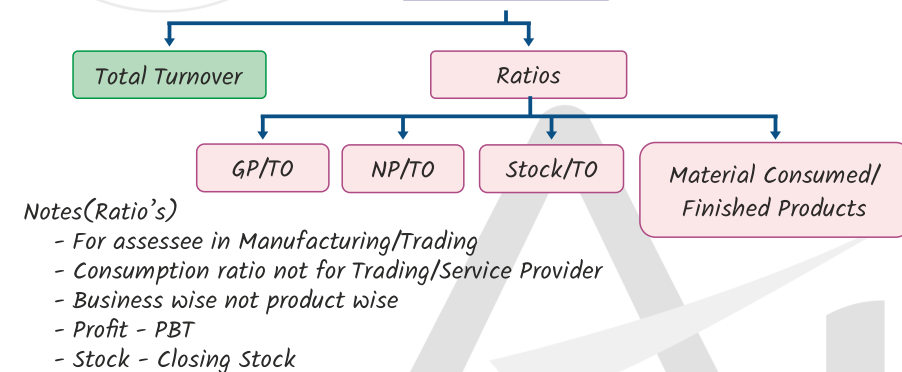 Total Turnover
Ratios
GP/TO
NP/TO
Stock/TO
Material Consumed/
Finished Products
Notes(Ratio's)
- For assessee in Manufacturing/Trading
- Consumption ratio not for Trading/Service Provider
- Business wise not product wise
- Profit - PBT
- Stock - Closing Stock